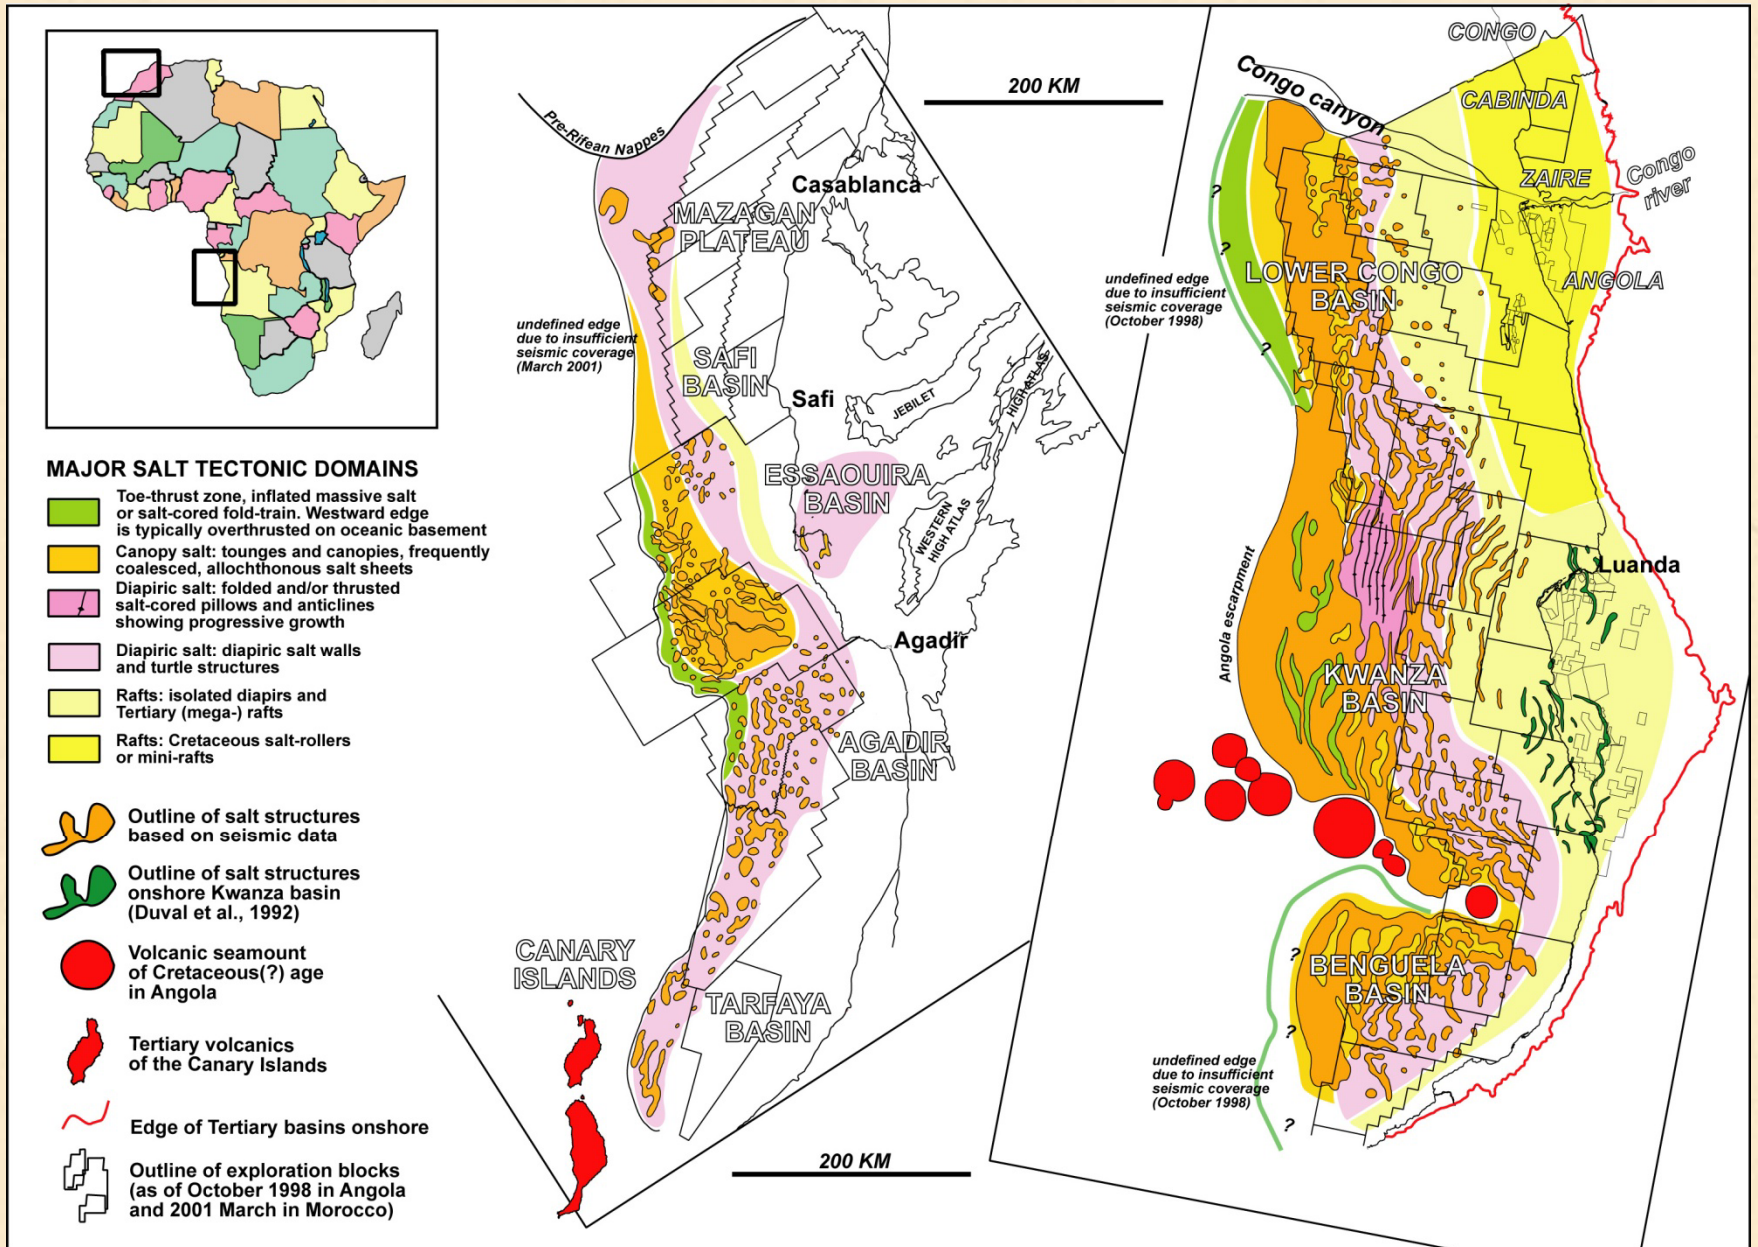 MAJOR SALT TECTONIC DOMAINS
Toe-thrust zone, inflated massive salt
or salt-cored fold-train. Westward edge
is typically overthrusted on oceanic basement
Canopy salt: tounges and canopies, frequently
coalesced, allochthonous salt sheets
Diapiric salt: folded and/or thrusted
salt-cored pillows and anticlines
showing progressive growth
Diapiric salt: diapiric salt walls
and turtle structures
Rafts: isolated diapirs and
Tertiary (mega-) rafts
Rafts: Cretaceous salt-rollers
or mini-rafts
Outline of salt structures
based on seismic data
Outline of salt structures
onshore Kwanza basin
(Duval et al., 1992)
Volcanic seamount
of Cretaceous(?) age
in Angola
Tertiary volcanics
of the Canary Islands
Edge of Tertiary basins onshore
Outline of exploration blocks
(as of October 1998 in Angola
and 2001 March in Morocco)
Pre-Rifean Nappes
200 KM
Casablanca
MAZAGAN
PLATEAU
undefined edge
due to insufficient
seismic coverage
(March 2001)
SAFI
BASIN
Safi
JEBILET
HIGH ATLAS
ESSAOUIRA
BASIN
WESTERN
HIGH ATLAS
Agadir
AGADIR
BASIN
CANARY
ISLANDS
TARFAYA
BASIN
200 KM
CONGO
Congo canyon
CABINDA
ZAIRE
Congo
river
?
?
?
LOWER CONGO
BASIN
ANGOLA
undefined edge
due to insufficient
seismic coverage
(October 1998)
Angola escarpment
Luanda
KWANZA
BASIN
?
BENGUELA
BASIN
?
undefined edge
due to insufficient
seismic coverage
(October 1998)
?